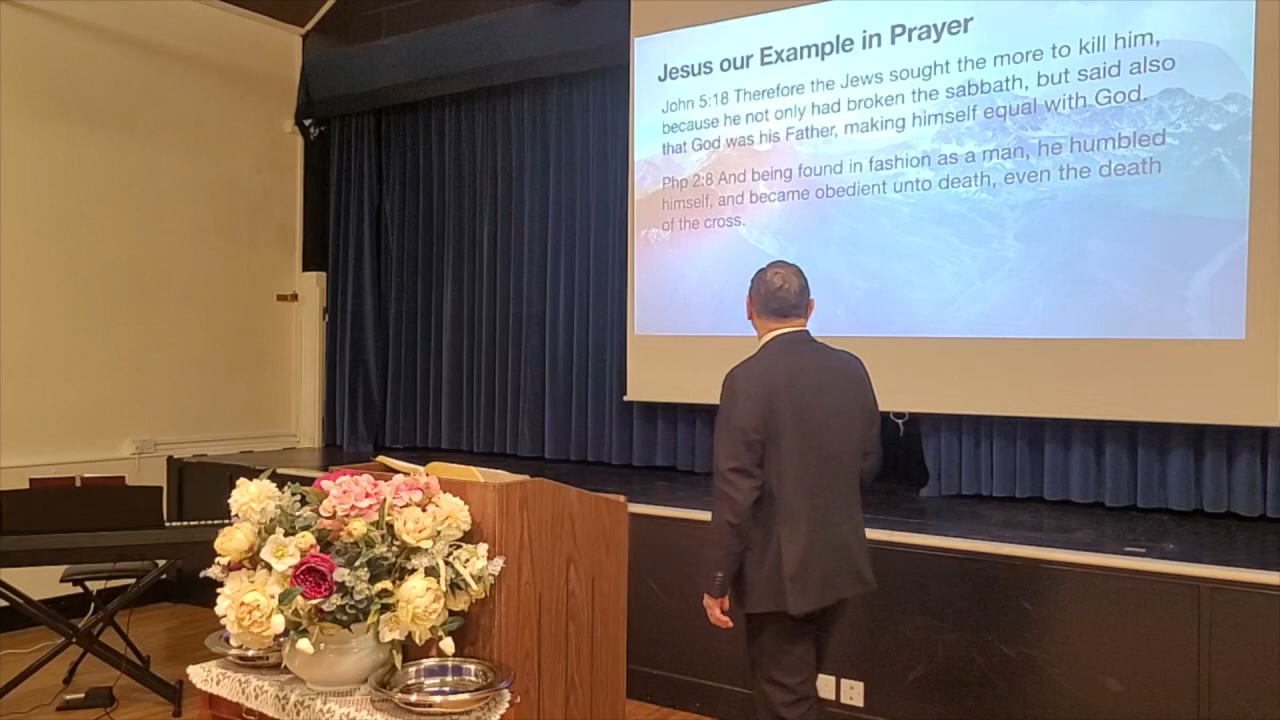 Jesus our Example in Prayer
John 5:18 Therefore the Jews sought the more to kill him,
because he not only had broken the sabbath, but said also
that God was his Father, making himself equal with God.
Php 2:8 And being found in fashion as a man, he humbled
himself, and became obedient unto death, even the death
of the cross.